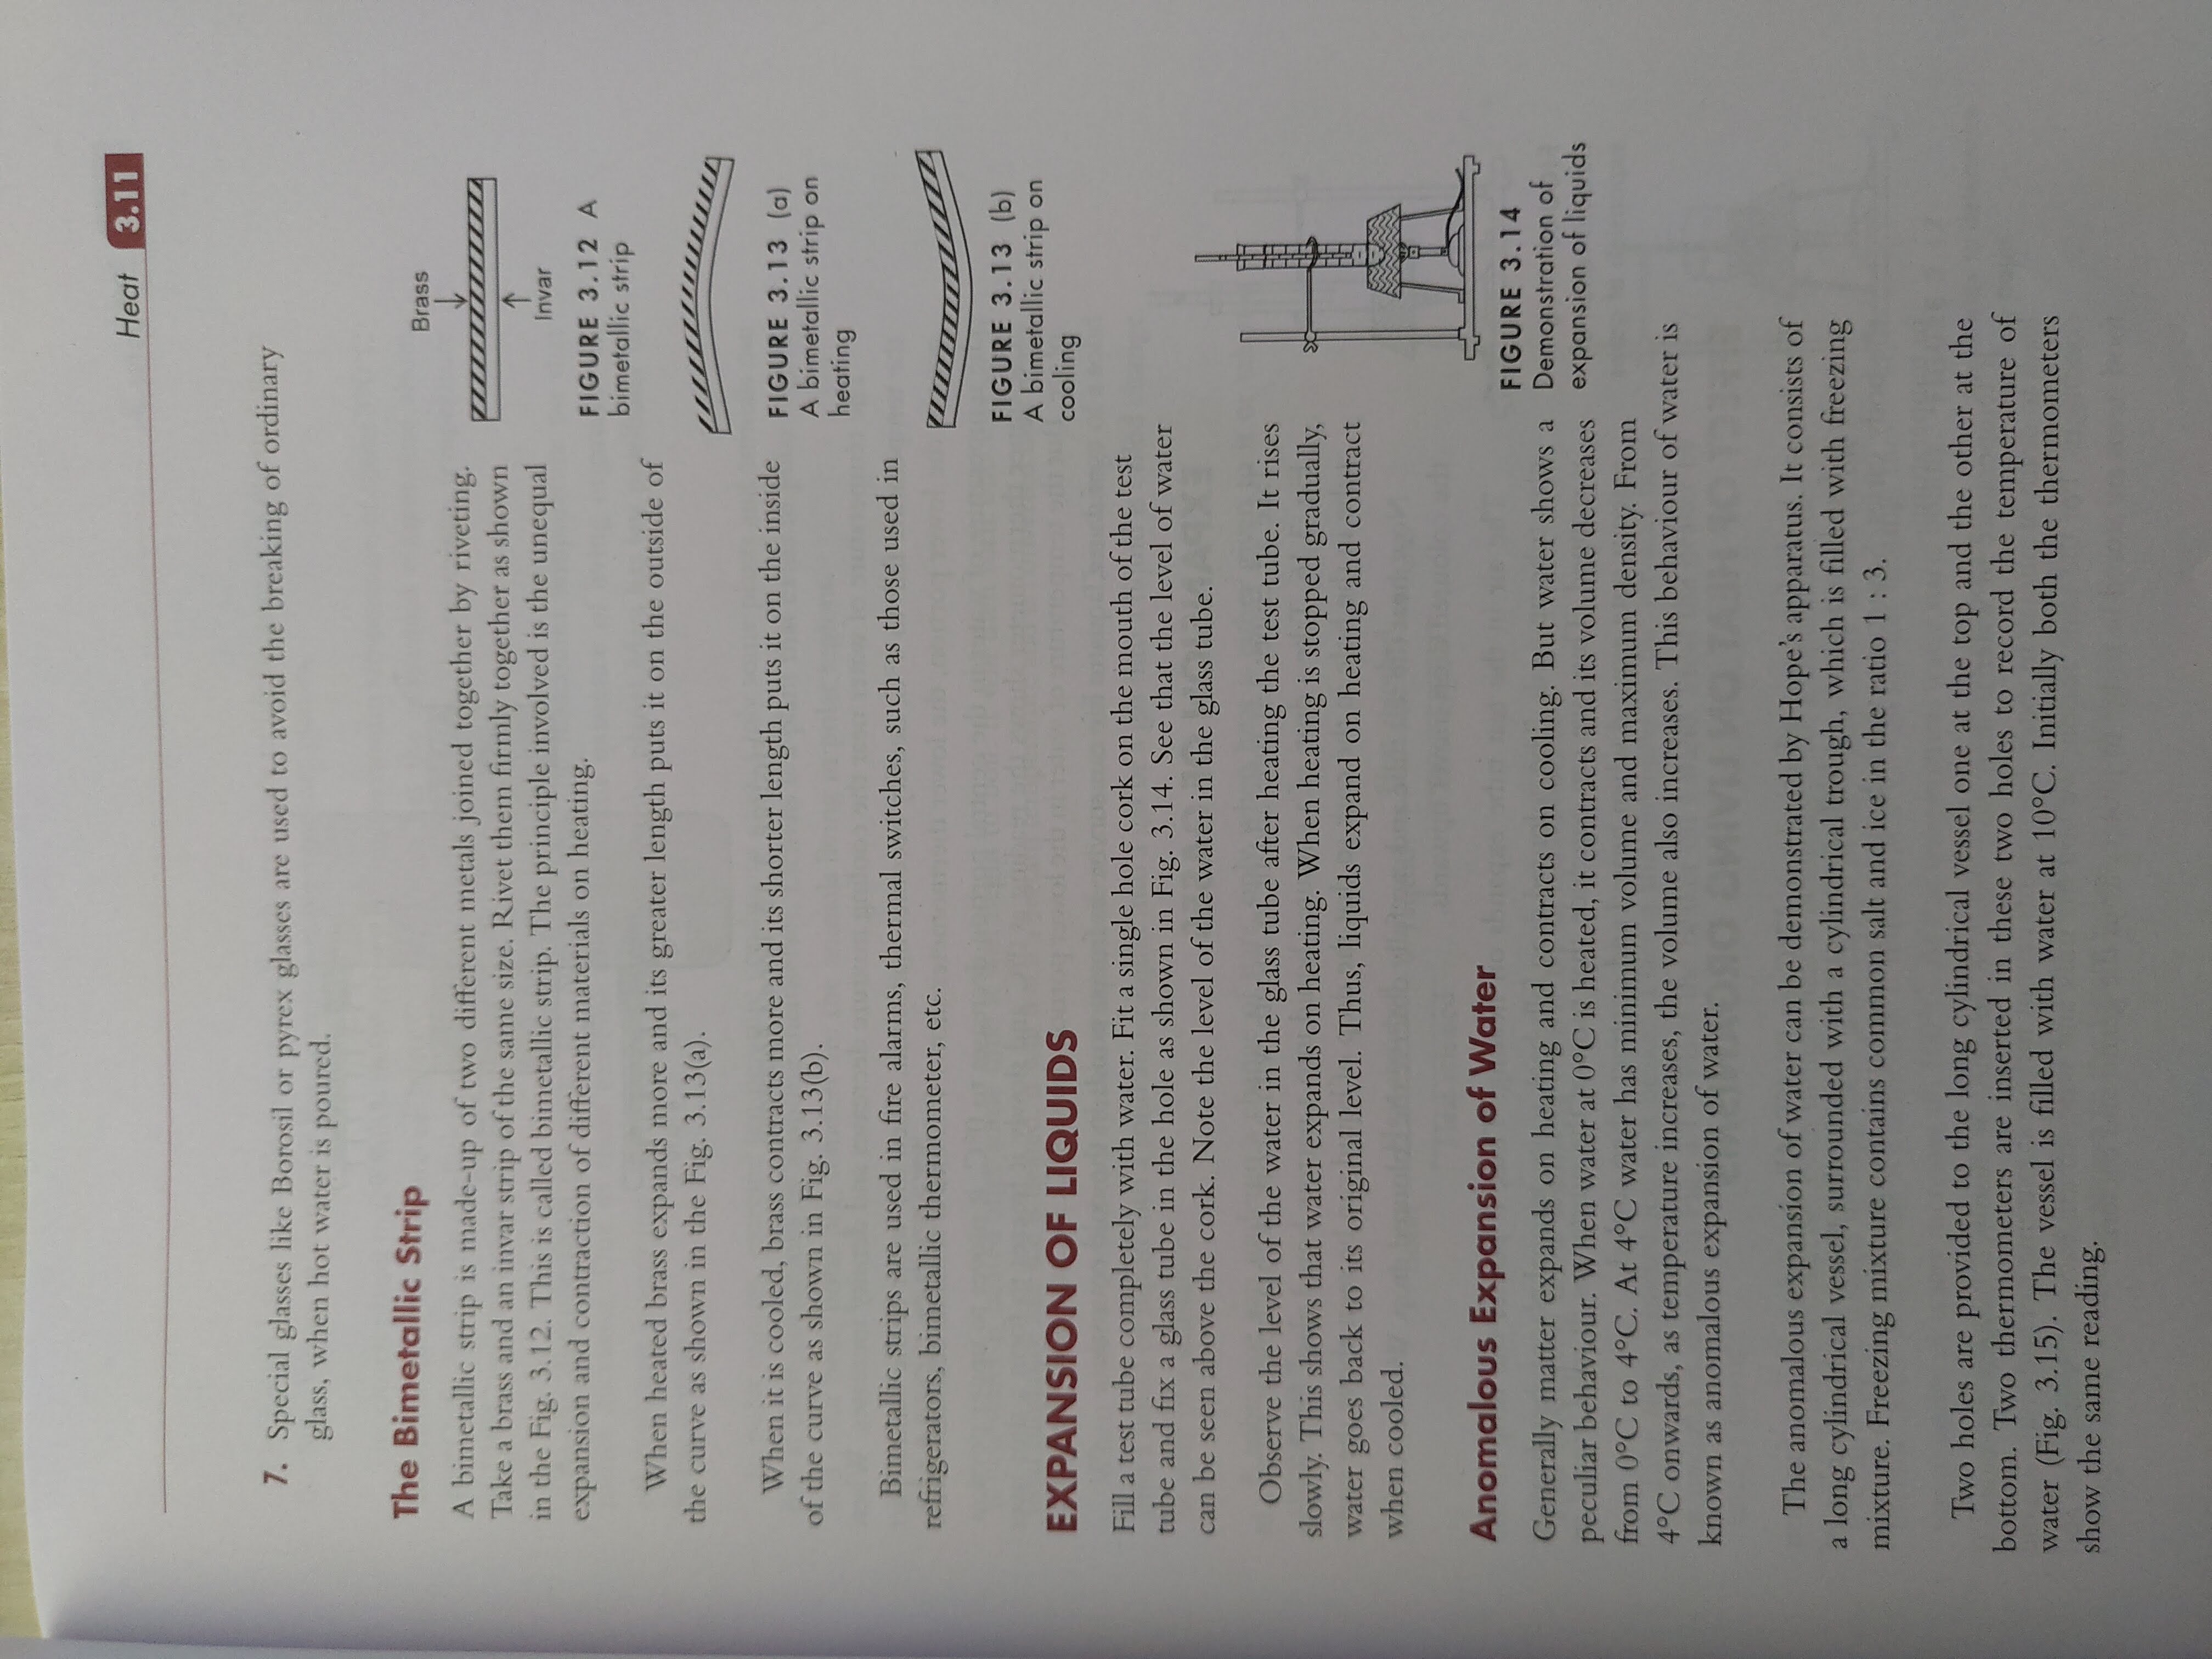 Heat 3.11
7. Special glasses like Borosil or pyrex glasses are used to avoid the breaking of ordinary
glass, when hot water is poured.
The Bimetallic Strip
A bimetallic strip is made-up of two different metals joined together by riveting.
Take a brass and an invar strip of the same size. Rivet them firmly together as shown
in the Fig. 3.12. This is called bimetallic strip. The principle involved is the unequal
expansion and contraction of different materials on heating.
Brass
Invar
FIGURE 3.12 A
bimetallic strip
When heated brass expands more and its greater length puts it on the outside of
the curve as shown in the Fig. 3.13(a).
When it is cooled, brass contracts more and its shorter length puts it on the inside
of the curve as shown in Fig. 3.13(b).
FIGURE 3.13 (a)
A bimetallic strip on
heating
Bimetallic strips are used in fire alarms, thermal switches, such as those used in
refrigerators, bimetallic thermometer, etc.
FIGURE 3.13 (b)
A bimetallic strip on
cooling
EXPANSION OF LIQUIDS
Fill a test tube completely with water. Fit a single hole cork on the mouth of the test
tube and fix a glass tube in the hole as shown in Fig. 3.14. See that the level of water
can be seen above the cork. Note the level of the water in the glass tube.
Observe the level of the water in the glass tube after heating the test tube. It rises
slowly. This shows that water expands on heating. When heating is stopped gradually,
water goes back to its original level. Thus, liquids expand on heating and contract
when cooled.
FIGURE 3.14
Demonstration of
expansion of liquids
Anomalous Expansion of Water
Generally matter expands on heating and contracts on cooling. But water shows a
peculiar behaviour. When water at 0°C is heated, it contracts and its volume decreases
from 0°C to 4°C. At 4°C water has minimum volume and maximum density. From
4°C onwards, as temperature increases, the volume also increases. This behaviour of water is
known as anomalous expansion of water.
The anomalous expansion of water can be demonstrated by Hope's apparatus. It consists of
a long cylindrical vessel, surrounded with a cylindrical trough, which is filled with freezing
mixture. Freezing mixture contains common salt and ice in the ratio 1 : 3.
Two holes are provided to the long cylindrical vessel one at the top and the other at the
bottom. Two thermometers are inserted in these two holes to record the temperature of
water (Fig. 3.15). The vessel is filled with water at 10°C. Initially both the thermometers
show the same reading.